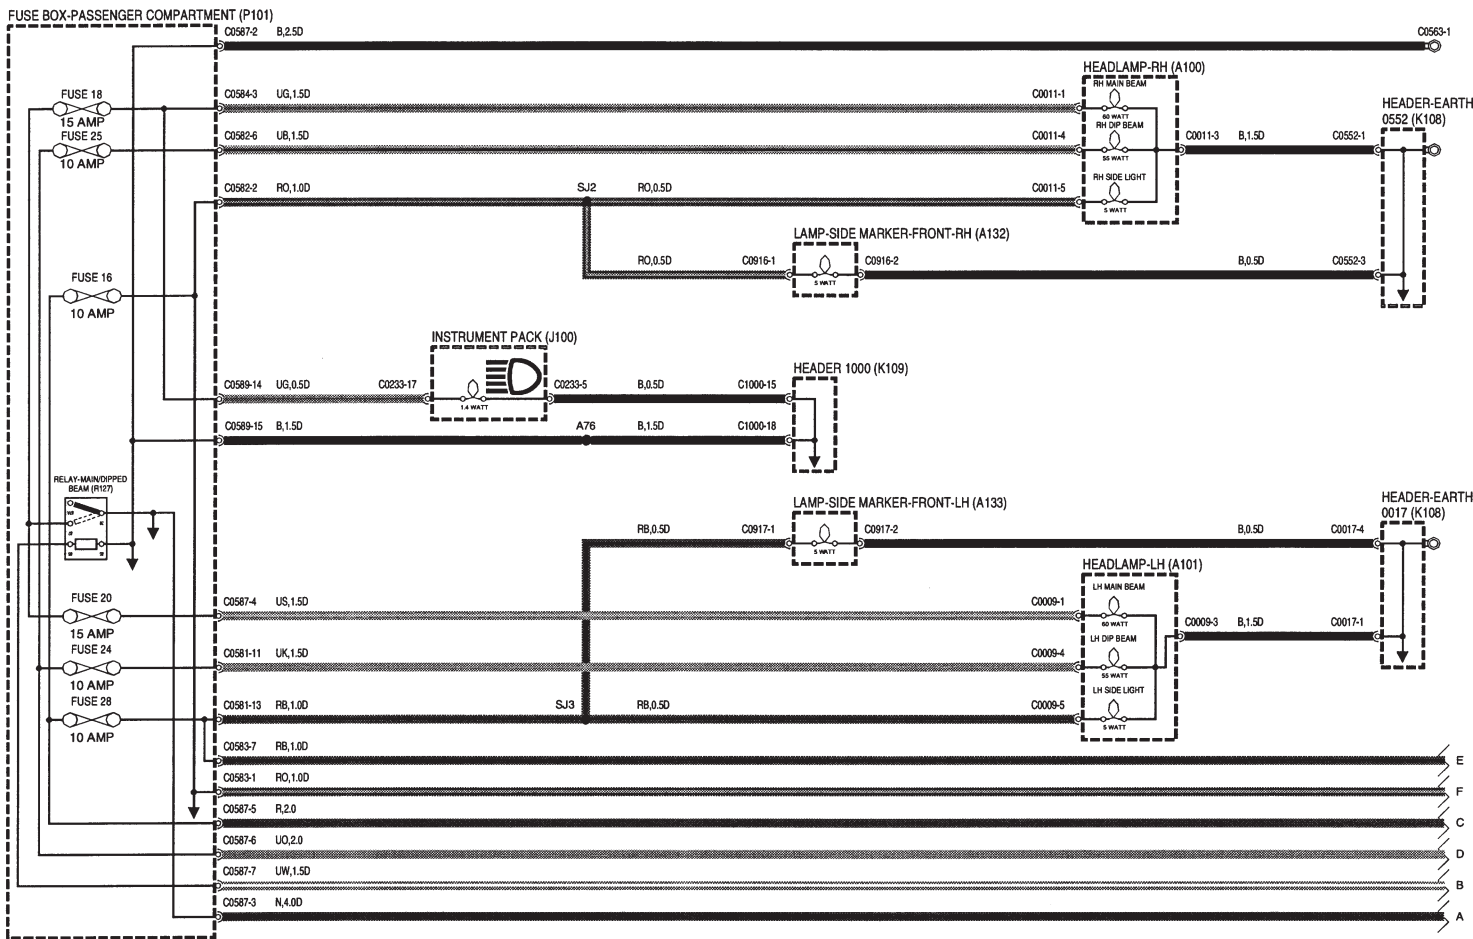 FUSE BOX-PASSENGER COMPARTMENT (P101)
C0587-2 B,2.5D
C0563-1
HEADLAMP-RH (A100)
FUSE 18
15 AMP
C0584-3 UG,1.5D
C0011-1
RH MAIN BEAM
60 WATT
HEADER-EARTH
0552 (K108)
FUSE 25
10 AMP
C0582-6 UB,1.5D
C0011-4
RH DIP BEAM
55 WATT
C0011-3 B,1.5D
C0552-1
C0582-2 RO,1.0D
SJ2
RO,0.5D
C0011-5
RH SIDE LIGHT
5 WATT
LAMP-SIDE MARKER-FRONT-RH (A132)
RO,0.5D
C0916-1
5 WATT
C0916-2
B,0.5D
C0552-3
FUSE 16
10 AMP
INSTRUMENT PACK (J100)
HEADER 1000 (K109)
C0589-14 UG,0.5D
C0233-17
1.4 WATT
C0233-5
B,0.5D
C1000-15
C0589-15 B,1.5D
A76
B,1.5D
C1000-18
RELAY-MAIN/DIPPED
BEAM (R127)
LAMP-SIDE MARKER-FRONT-LH (A133)
HEADER-EARTH
0017 (K108)
RB,0.5D
C0917-1
5 WATT
C0917-2
B,0.5D
C0017-4
HEADLAMP-LH (A101)
FUSE 20
15 AMP
C0587-4 US,1.5D
C0009-1
LH MAIN BEAM
60 WATT
C0009-3 B,1.5D
C0017-1
FUSE 24
10 AMP
C0581-11 UK,1.5D
C0009-4
LH DIP BEAM
55 WATT
FUSE 28
10 AMP
C0581-13 RB,1.0D
SJ3
RB,0.5D
C0009-5
LH SIDE LIGHT
5 WATT
C0583-7 RB,1.0D
E
C0583-1 RO,1.0D
F
C0587-5 R,2.0
C
C0587-6 UO,2.0
D
C0587-7 UW,1.5D
B
C0587-3 N,4.0D
A